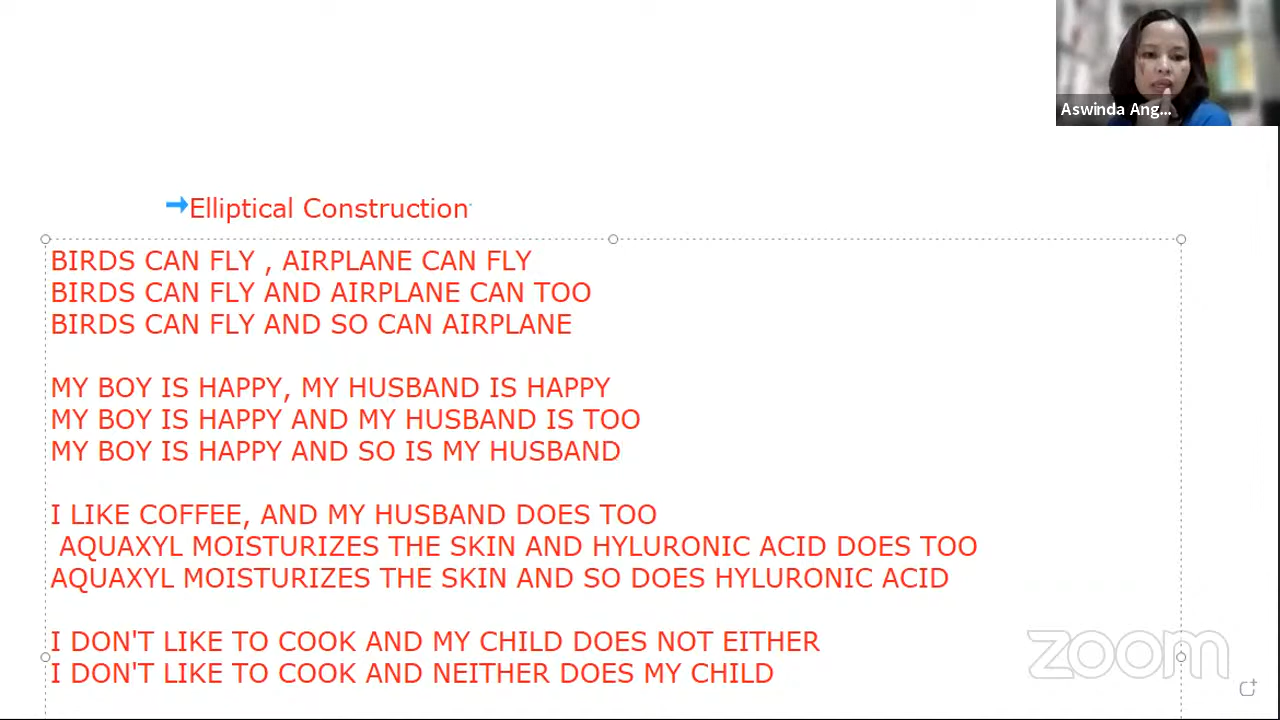 Aswinda Ang...
Elliptical Construction
BIRDS CAN FLY , AIRPLANE CAN FLY
BIRDS CAN FLY AND AIRPLANE CAN TOO
BIRDS CAN FLY AND SO CAN AIRPLANE
MY BOY IS HAPPY, MY HUSBAND IS HAPPY
MY BOY IS HAPPY AND MY HUSBAND IS TOO
MY BOY IS HAPPY AND SO IS MY HUSBAND
I LIKE COFFEE, AND MY HUSBAND DOES TOO
AQUAXYL MOISTURIZES THE SKIN AND HYLURONIC ACID DOES TOO
AQUAXYL MOISTURIZES THE SKIN AND SO DOES HYLURONIC ACID
I DON'T LIKE TO COOK AND MY CHILD DOES NOT EITHER
I DON'T LIKE TO COOK AND NEITHER DOES MY CHILD
zoom